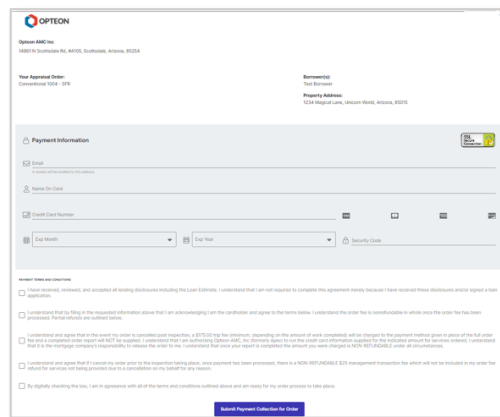 OPTEON
Opteon AMC Inc
14861 N Scottsdale Rd, #4105, Scottsdale, Arizona, 85254
Your Appraisal Order:
Conventional 1004 - SFR
Borrower(s):
Test Borrower
Property Address:
1234 Magical Lane, Unicorn World, Arizona, 85015
Payment Information
SSL
Secure
Connection
Email
A receipt will be emailed to this address.
Name On Card
Credit Card Number
Exp Month
Exp Year
Security Code
PAYMENT TERMS AND CONDITIONS
I have received, reviewed, and accepted all lending disclosures including the Loan Estimate. I understand that I am not required to complete this agreement merely because I have received these disclosures and/or signed a loan
application.
I understand that by filling in the requested information above that I am acknowledging I am the cardholder and agree to the terms below. I understand the order fee is nonrefundable in whole once the order fee has been
processed. Partial refunds are outlined below.
I understand and agree that in the event my order is cancelled post inspection, a $375.00 trip fee (minimum, depending on the amount of work completed) will be charged to the payment method given in place of the full order
fee and a completed order report will NOT be supplied. I understand that I am authorizing Opteon AMC, Inc (formerly Apex) to run the credit card information supplied for the indicated amount for services ordered. I understand
that it is the mortgage company's responsibility to release the order to me. I understand that once your report is completed the amount you were charged is NON-REFUNDABLE under all circumstances.
I understand and agree that if I cancel my order prior to the inspection taking place, once payment has been processed, there is a NON-REFUNDABLE $25 management transaction fee which will not be included in my order fee
refund for services not being provided due to a cancellation on my behalf for any reason.
By digitally checking the box, I am in agreeance with all of the terms and conditions outlined above and am ready for my order process to take place.
Submit Payment Collection for Order